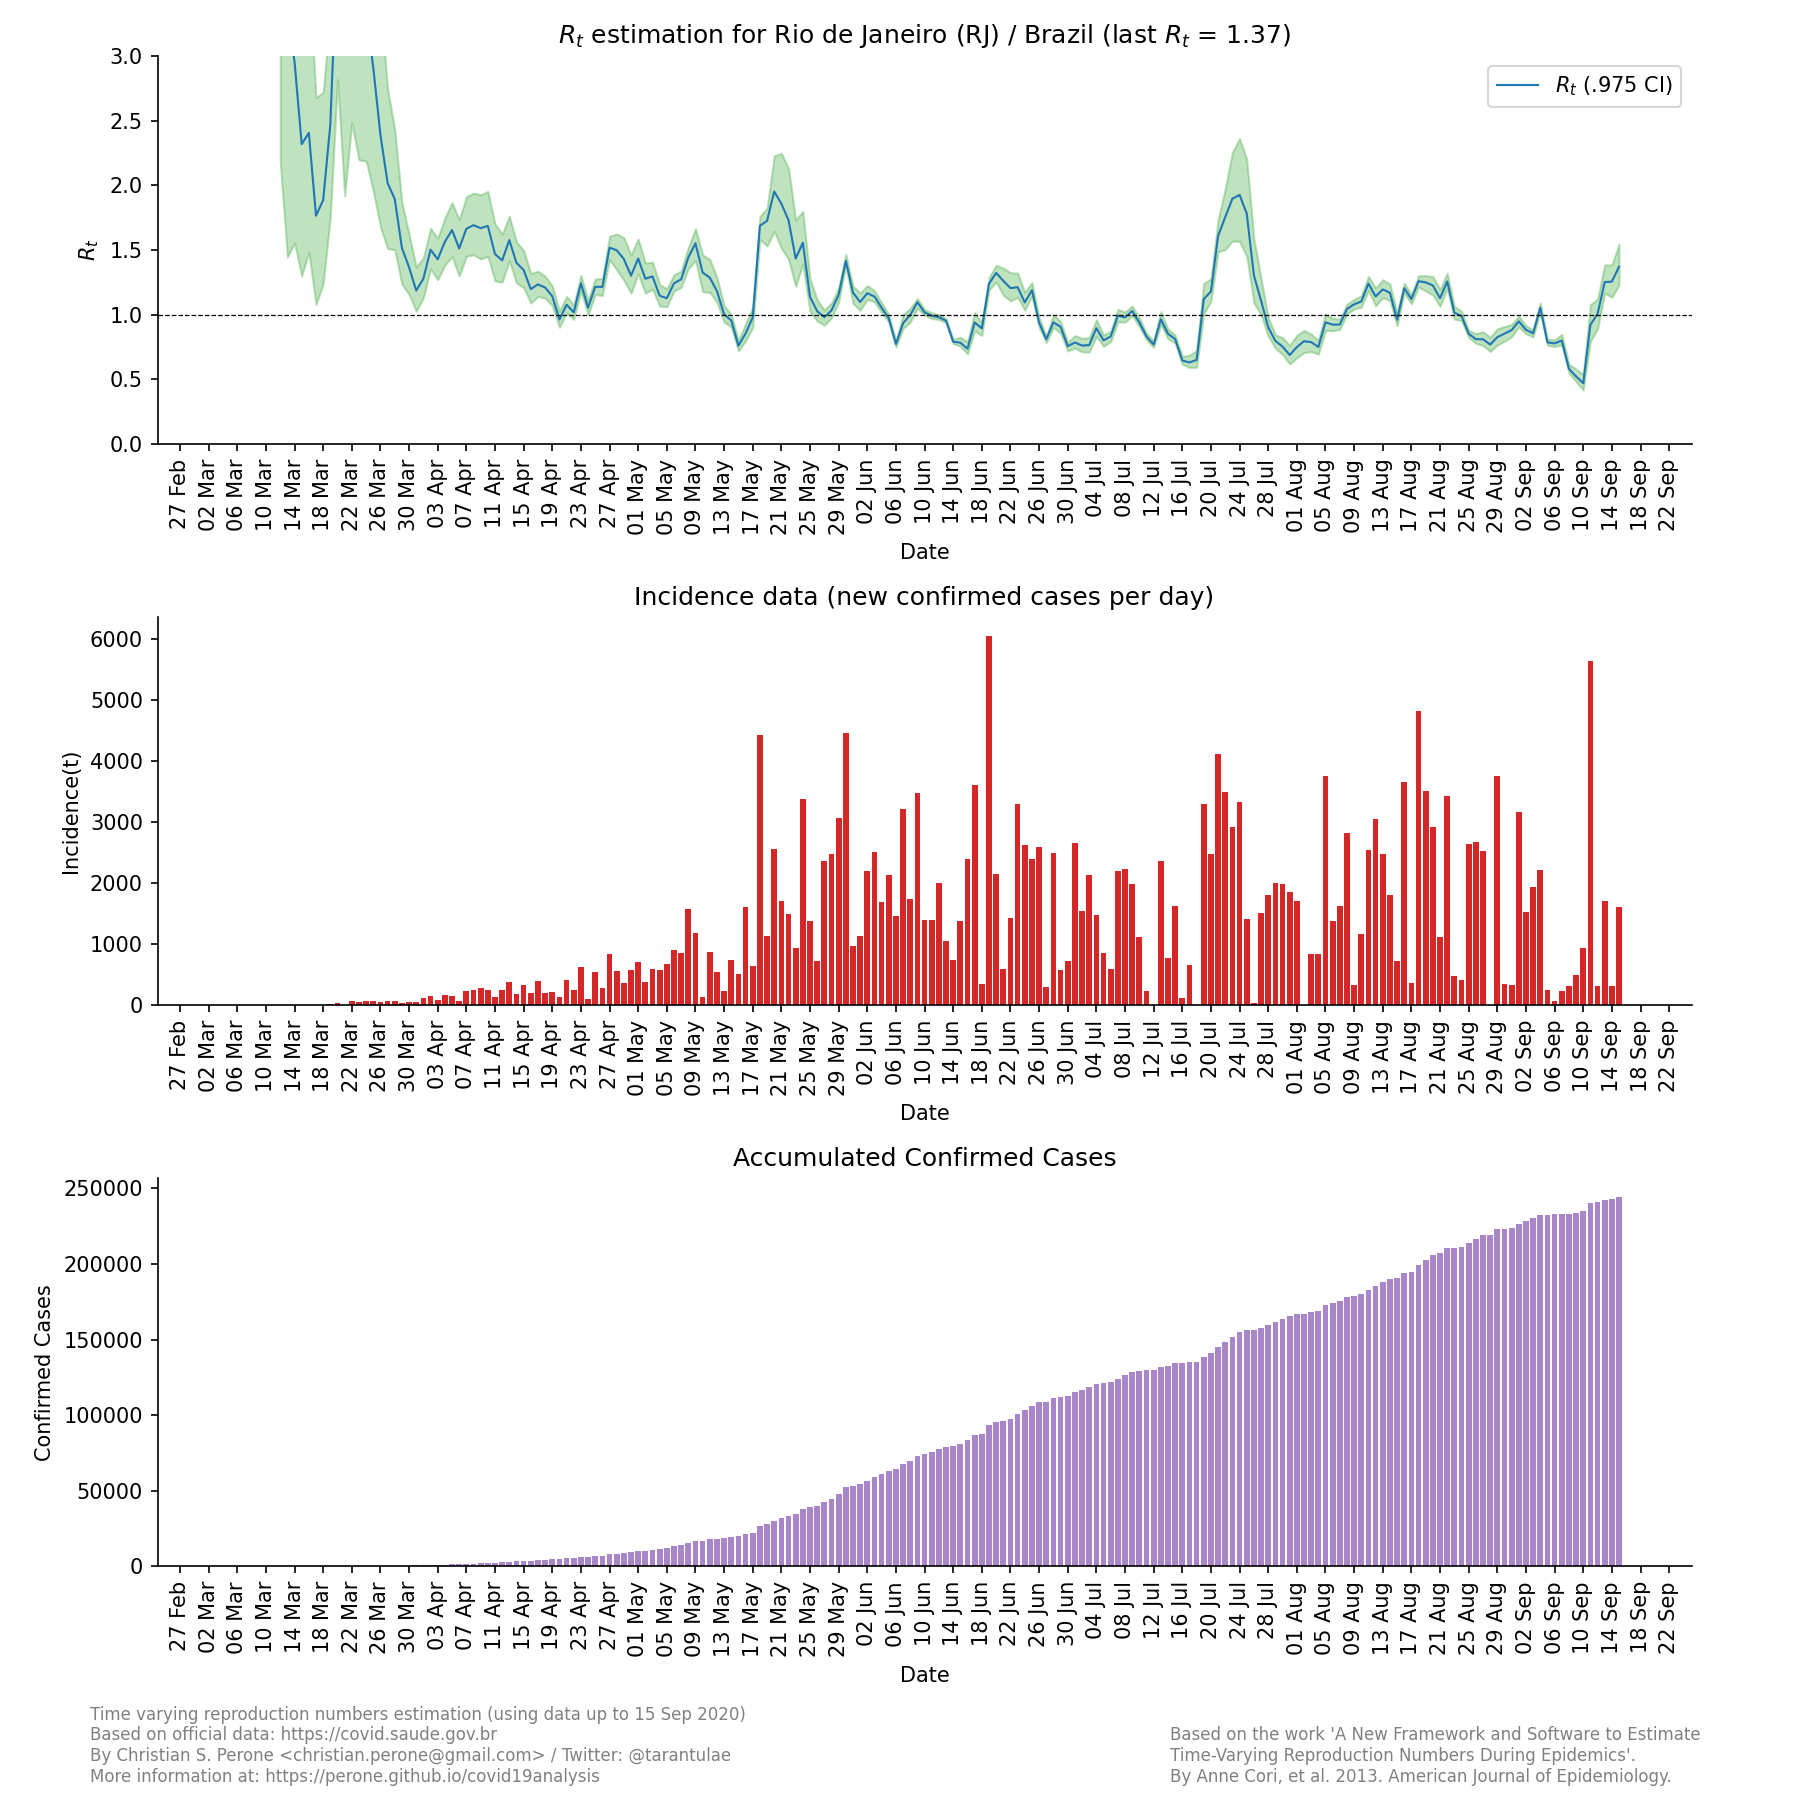 Rt estimation for Rio de Janeiro (RJ) / Brazil (last Rt = 1.37)
Rt (.975 CI)
Rt
3.0
2.5
2.0
1.5
1.0
0.5
0.0
27 Feb 02 Mar 06 Mar 10 Mar 14 Mar 18 Mar 22 Mar 26 Mar 30 Mar 03 Apr 07 Apr 11 Apr 15 Apr 19 Apr 23 Apr 27 Apr 01 May 05 May 09 May 13 May 17 May 21 May 25 May 29 May 02 Jun 06 Jun 10 Jun 14 Jun 18 Jun 22 Jun 26 Jun 30 Jun 04 Jul 08 Jul 12 Jul 16 Jul 20 Jul 24 Jul 28 Jul 01 Aug 05 Aug 09 Aug 13 Aug 17 Aug 21 Aug 25 Aug 29 Aug 02 Sep 06 Sep 10 Sep 14 Sep 18 Sep 22 Sep
Date
Incidence data (new confirmed cases per day)
Incidence(t)
6000
5000
4000
3000
2000
1000
0
27 Feb 02 Mar 06 Mar 10 Mar 14 Mar 18 Mar 22 Mar 26 Mar 30 Mar 03 Apr 07 Apr 11 Apr 15 Apr 19 Apr 23 Apr 27 Apr 01 May 05 May 09 May 13 May 17 May 21 May 25 May 29 May 02 Jun 06 Jun 10 Jun 14 Jun 18 Jun 22 Jun 26 Jun 30 Jun 04 Jul 08 Jul 12 Jul 16 Jul 20 Jul 24 Jul 28 Jul 01 Aug 05 Aug 09 Aug 13 Aug 17 Aug 21 Aug 25 Aug 29 Aug 02 Sep 06 Sep 10 Sep 14 Sep 18 Sep 22 Sep
Date
Accumulated Confirmed Cases
Confirmed Cases
250000
200000
150000
100000
50000
0
27 Feb 02 Mar 06 Mar 10 Mar 14 Mar 18 Mar 22 Mar 26 Mar 30 Mar 03 Apr 07 Apr 11 Apr 15 Apr 19 Apr 23 Apr 27 Apr 01 May 05 May 09 May 13 May 17 May 21 May 25 May 29 May 02 Jun 06 Jun 10 Jun 14 Jun 18 Jun 22 Jun 26 Jun 30 Jun 04 Jul 08 Jul 12 Jul 16 Jul 20 Jul 24 Jul 28 Jul 01 Aug 05 Aug 09 Aug 13 Aug 17 Aug 21 Aug 25 Aug 29 Aug 02 Sep 06 Sep 10 Sep 14 Sep 18 Sep 22 Sep
Date
Time varying reproduction numbers estimation (using data up to 15 Sep 2020)
Based on official data: https://covid.saude.gov.br
By Christian S. Perone <christian.perone@gmail.com> / Twitter: @tarantulae
More information at: https://perone.github.io/covid19analysis
Based on the work 'A New Framework and Software to Estimate
Time-Varying Reproduction Numbers During Epidemics'.
By Anne Cori, et al. 2013. American Journal of Epidemiology.